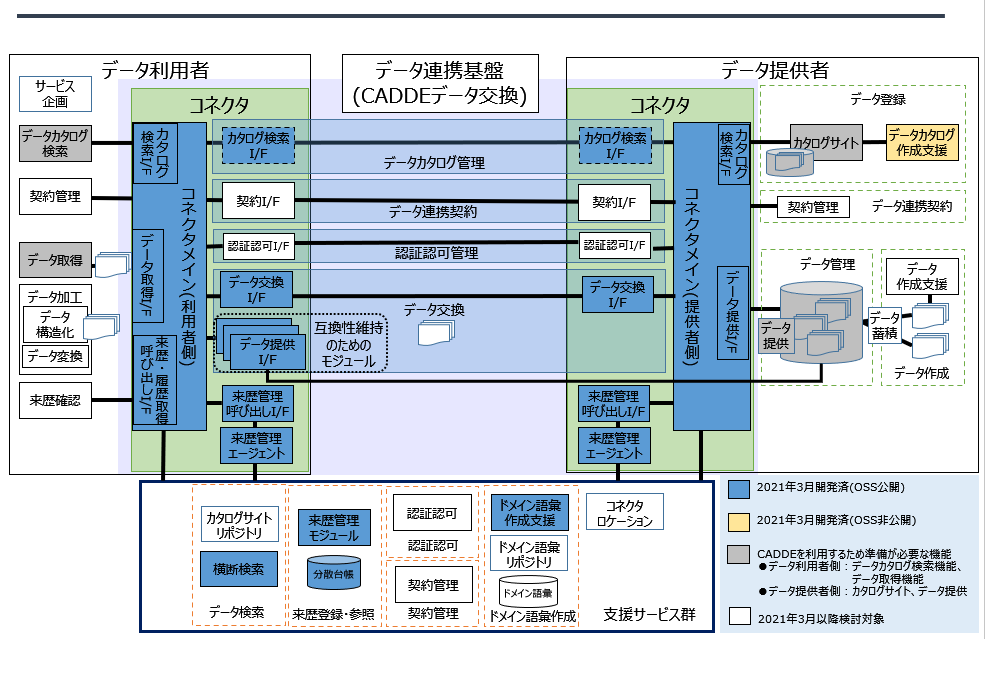 データ利用者
サービス
企画
データカタログ
検索
契約管理
データ取得
データ加工
データ
構造化
データ変換
来歴確認
コネクタ
カタログ
検索I/F
データ取得I/F
来歴・履歴取得
呼び出しI/F
コネクタメイン(利用者側)
データ連携基盤
(CADDEデータ交換)
カタログ検索
I/F
契約I/F
認証認可I/F
データ交換
I/F
データ提供
I/F
互換性維持
のための
モジュール
来歴管理
呼び出しI/F
来歴管理
エージェント
データカタログ管理
データ連携契約
認証認可管理
データ交換
データ提供者
コネクタ
カタログ検索
I/F
契約I/F
認証認可I/F
データ交換
I/F
来歴管理
呼び出しI/F
来歴管理
エージェント
コネクタメイン(提供者側)
カタログ
検索I/F
データ提供I/F
データ登録
カタログサイト
データカタログ
作成支援
契約管理
データ連携契約
データ管理
データ
提供
データ
蓄積
データ
作成支援
データ作成
カタログサイト
リポジトリ
横断検索
データ検索
来歴管理
モジュール
分散台帳
来歴登録・参照
認証認可
認証認可
契約管理
契約管理
ドメイン語彙
作成支援
ドメイン語彙
リポジトリ
ドメイン語彙
ドメイン語彙作成
コネクタ
ロケーション
支援サービス群
2021年3月開発済(OSS公開)
2021年3月開発済(OSS非公開)
CADDEを利用するため準備が必要な機能
●データ利用者側：データカタログ検索機能、
データ取得機能
●データ提供者側：カタログサイト、データ提供
2021年3月以降検討対象